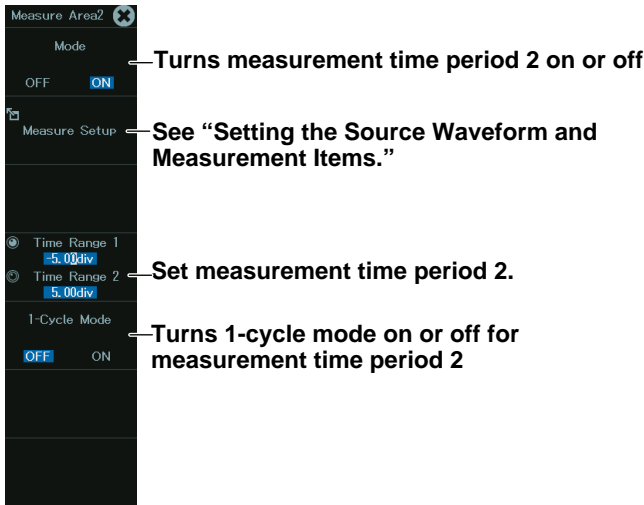 Measure Area2
Mode
OFF ON
Turns measurement time period 2 on or off
Measure Setup
See “Setting the Source Waveform and
Measurement Items.”
Time Range 1
-5.00div
Time Range 2
5.00div
Set measurement time period 2.
1-Cycle Mode
OFF ON
Turns 1-cycle mode on or off for
measurement time period 2